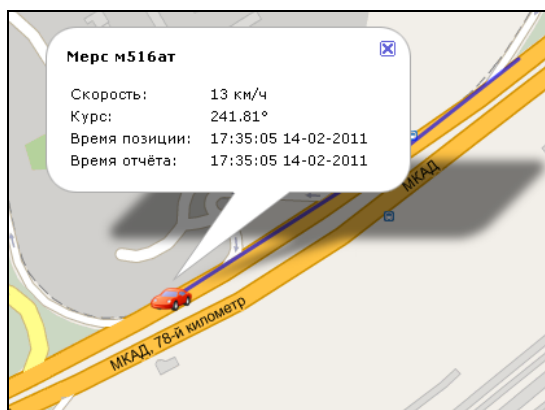 Мерс м516ат
Скорость: 13 км/ч
Курс: 241.81°
Время позиции: 17:35:05 14-02-2011
Время отчёта: 17:35:05 14-02-2011
МКАД
МКАД, 78-й километр